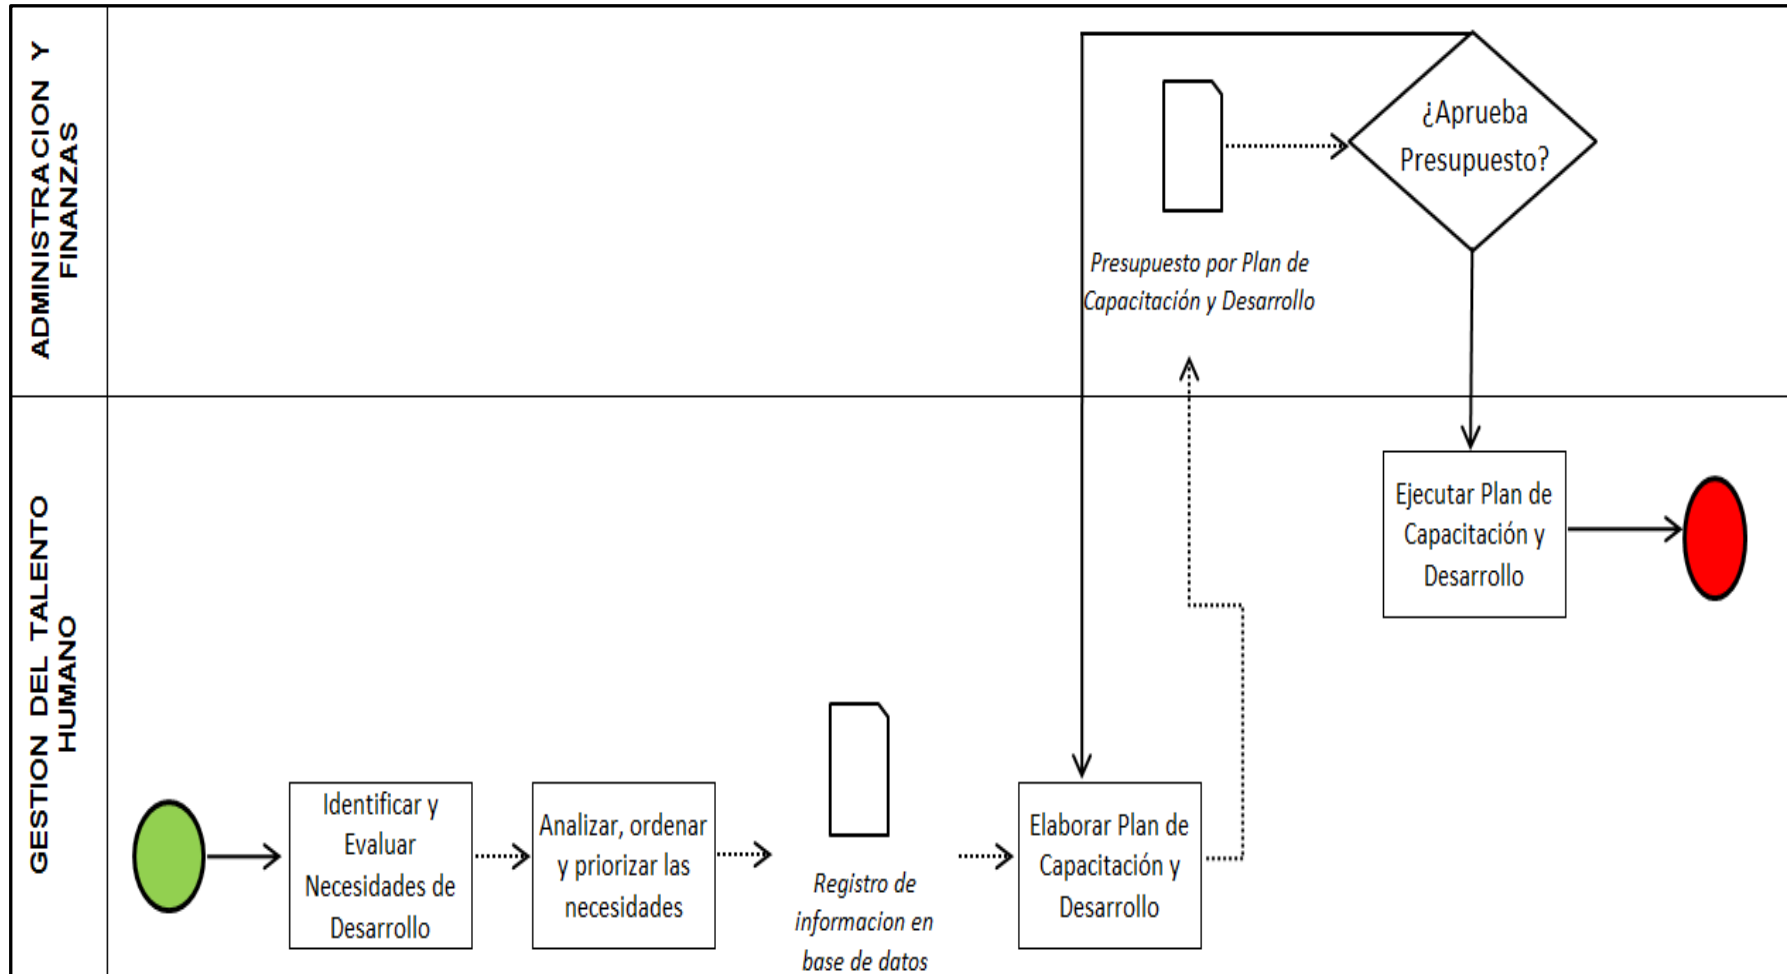 ADMINISTRACION Y
FINANZAS
¿Aprueba
Presupuesto?
Presupuesto por Plan de
Capacitación y Desarrollo
GESTION DEL TALENTO
HUMANO
Identificar y
Evaluar
Necesidades de
Desarrollo
Analizar, ordenar
y priorizar las
necesidades
Registro de
informacion en
base de datos
Elaborar Plan de
Capacitación y
Desarrollo
Ejecutar Plan de
Capacitación y
Desarrollo